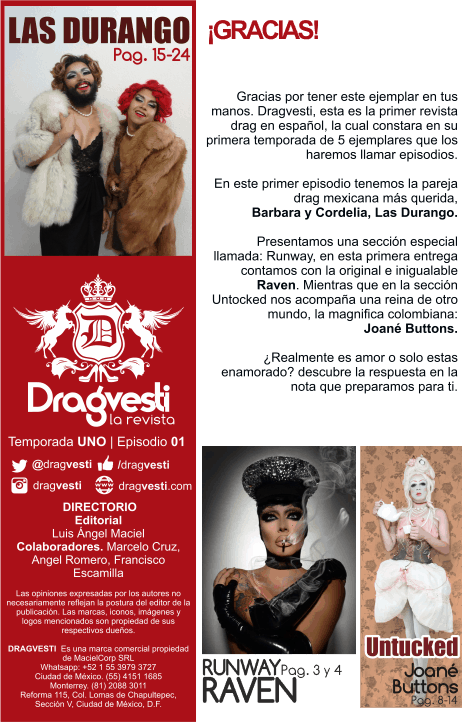 LAS DURANGO
Pag. 15-24
D
Dragvesti
la revista
Temporada UNO | Episodio 01
@dragvesti
/dragvesti
dragvesti
www
dragvesti.com
DIRECTORIO
Editorial
Luis Ángel Maciel
Colaboradores. Marcelo Cruz,
Angel Romero, Francisco
Escamilla
Las opiniones expresadas por los autores no
necesariamente reflejan la postura del editor de la
publicación. Las marcas, iconos, imágenes y
logos mencionados son propiedad de sus
respectivos dueños.
DRAGVESTI Es una marca comercial propiedad
de MacielCorp SRL
Whatsapp: +52 1 55 3979 3727
Ciudad de México. (55) 4151 1685
Monterrey. (81) 2088 3011
Reforma 115, Col. Lomas de Chapultepec,
Sección V, Ciudad de México, D.F.
¡GRACIAS!
Gracias por tener este ejemplar en tus
manos. Dragvesti, esta es la primer revista
drag en español, la cual constara en su
primera temporada de 5 ejemplares que los
haremos llamar episodios.
En este primer episodio tenemos la pareja
drag mexicana más querida,
Barbara y Cordelia, Las Durango.
Presentamos una sección especial
llamada: Runway, en esta primera entrega
contamos con la original e inigualable
Raven. Mientras que en la sección
Untocked nos acompaña una reina de otro
mundo, la magnifica colombiana:
Joané Buttons.
¿Realmente es amor o solo estas
enamorado? descubre la respuesta en la
nota que preparamos para ti.
RUNWAY Pag. 3 y 4
RAVEN
Untucked
Joané
Buttons
Pag. 8-14